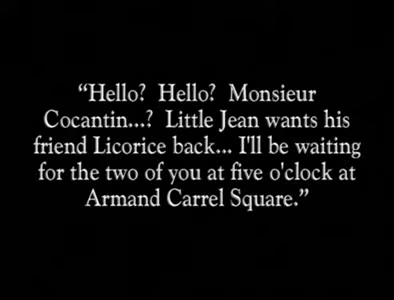 “Hello?  Hello?  Monsieur
Cocantin...?  Little Jean wants his
friend Licorice back... I'll be waiting
for the two of you at five o'clock at
Armand Carrel Square.”